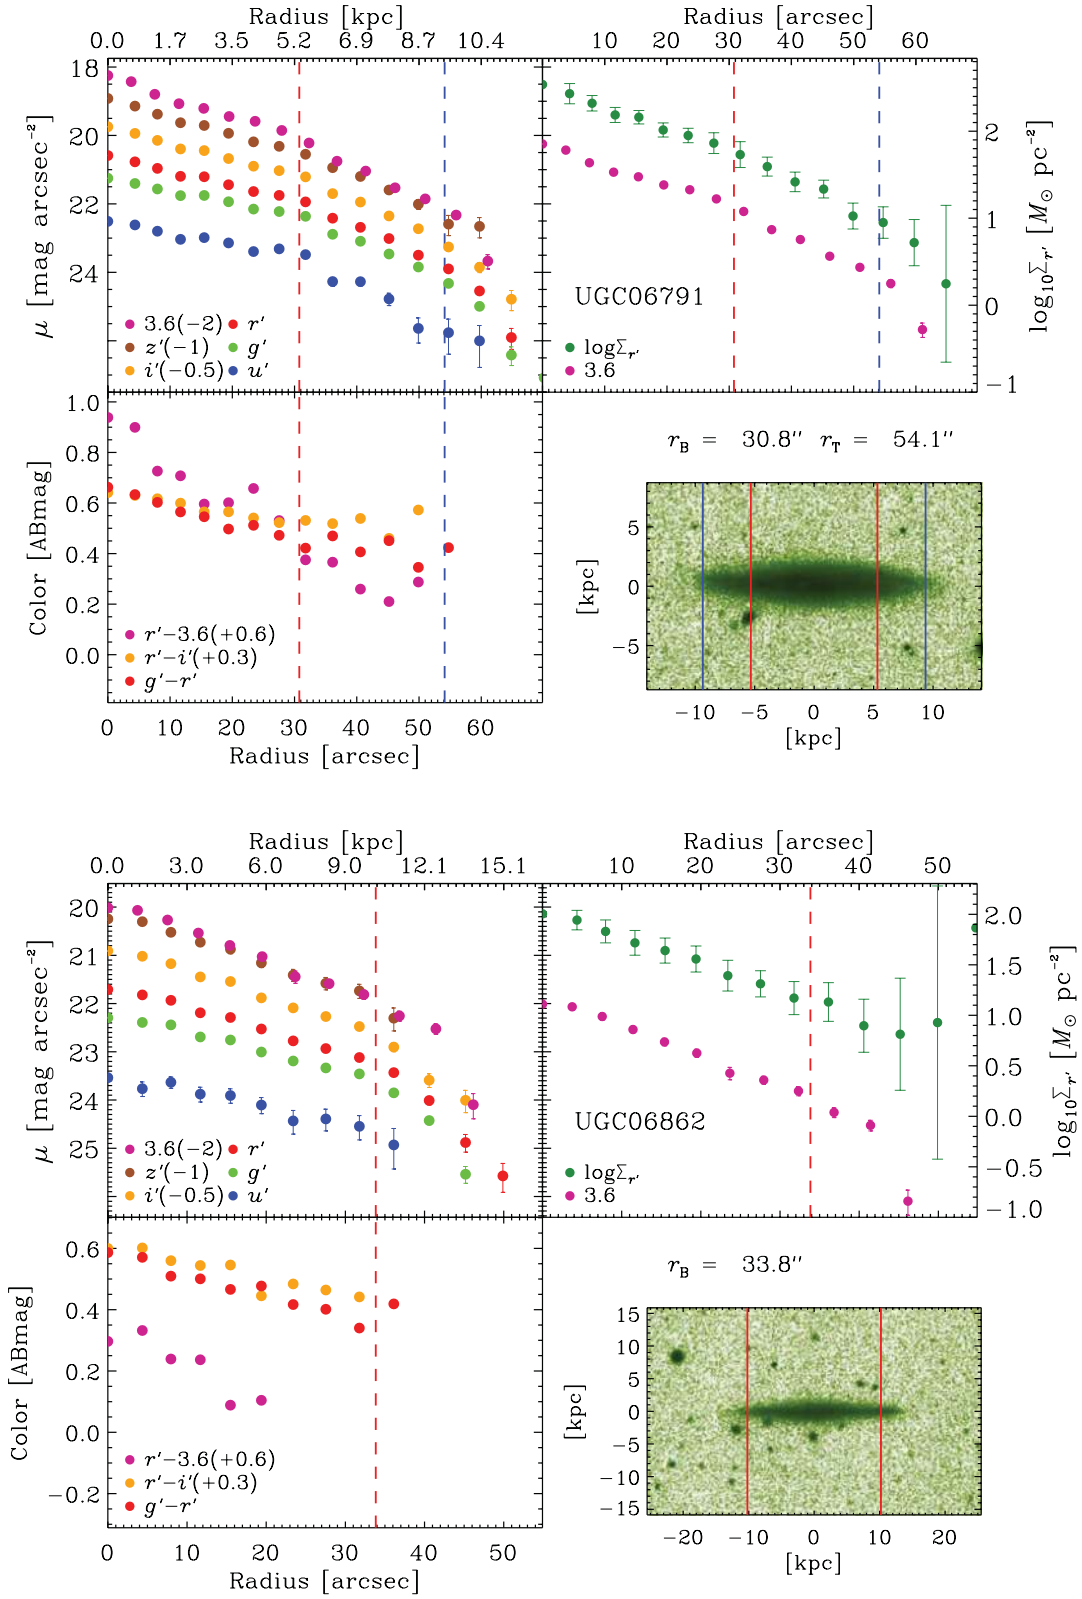 Radius [kpc] Radius [arcsec]
0.0 1.7 3.5 5.2 6.9 8.7 10.4 10 20 30 40 50 60
18
20
22
24
μ [mag arcsec⁻²]
3.6(−2) r′
z′(−1) g′
i′(−0.5) u′
UGC06791
logΣr′
3.6
2
1
0
−1
log₁₀Σr′ [M⊙ pc⁻²]
1.0
0.8
0.6
0.4
0.2
0.0
Color [ABmag]
r′−3.6(+0.6)
r′−i′(+0.3)
g′−r′
0 10 20 30 40 50 60
Radius [arcsec]
rB = 30.8″ rT = 54.1″
5
0
−5
[kpc]
−10 −5 0 5 10
[kpc]
Radius [kpc] Radius [arcsec]
0.0 3.0 6.0 9.0 12.1 15.1 10 20 30 40 50
20
21
22
23
24
25
μ [mag arcsec⁻²]
3.6(−2) r′
z′(−1) g′
i′(−0.5) u′
UGC06862
logΣr′
3.6
2.0
1.5
1.0
0.5
0.0
−0.5
−1.0
log₁₀Σr′ [M⊙ pc⁻²]
0.6
0.4
0.2
0.0
−0.2
Color [ABmag]
r′−3.6(+0.6)
r′−i′(+0.3)
g′−r′
0 10 20 30 40 50
Radius [arcsec]
rB = 33.8″
15
10
5
0
−5
−10
−15
[kpc]
−20 −10 0 10 20
[kpc]